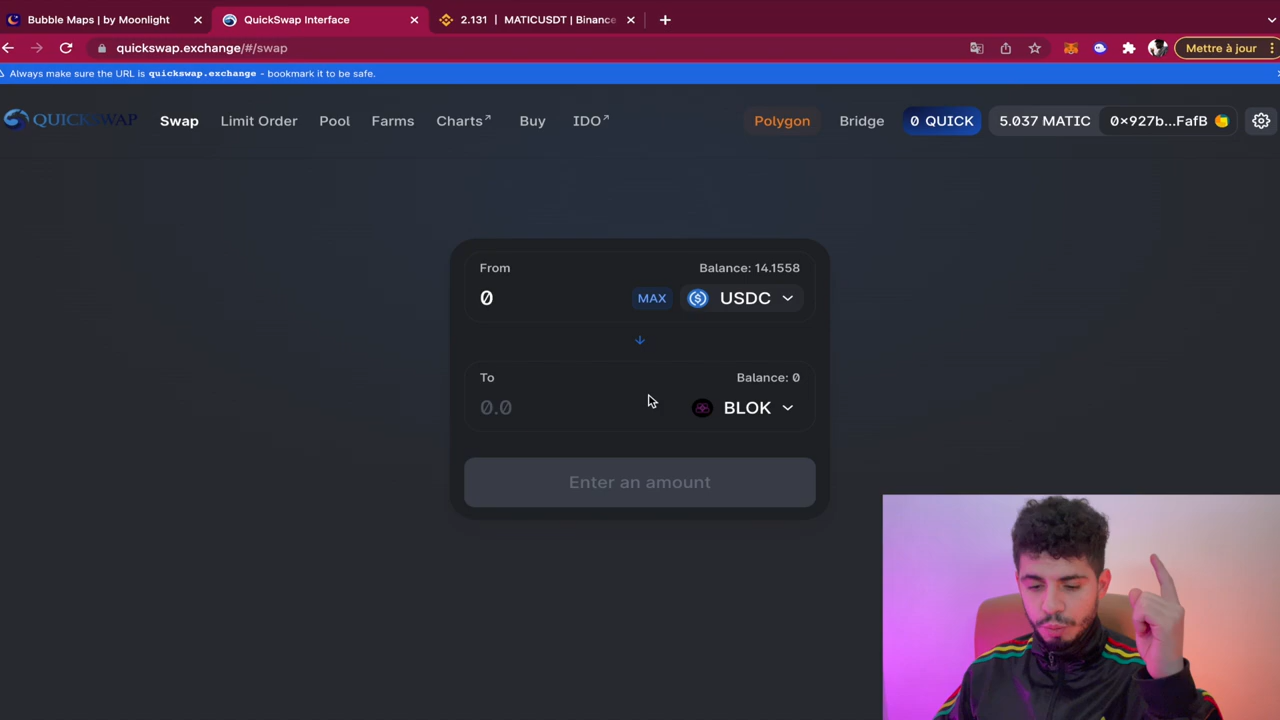 Bubble Maps | by Moonlight
QuickSwap Interface
2.131 | MATICUSDT | Binance
quickswap.exchange/#/swap
Mettre à jour
Always make sure the URL is quickswap.exchange - bookmark it to be safe.
QUICKSWAP
Swap
Limit Order
Pool
Farms
Charts↗
Buy
IDO↗
Polygon
Bridge
0 QUICK
5.037 MATIC
0×927b...FafB
From
Balance: 14.1558
0
MAX
USDC
To
Balance: 0
0.0
BLOK
Enter an amount